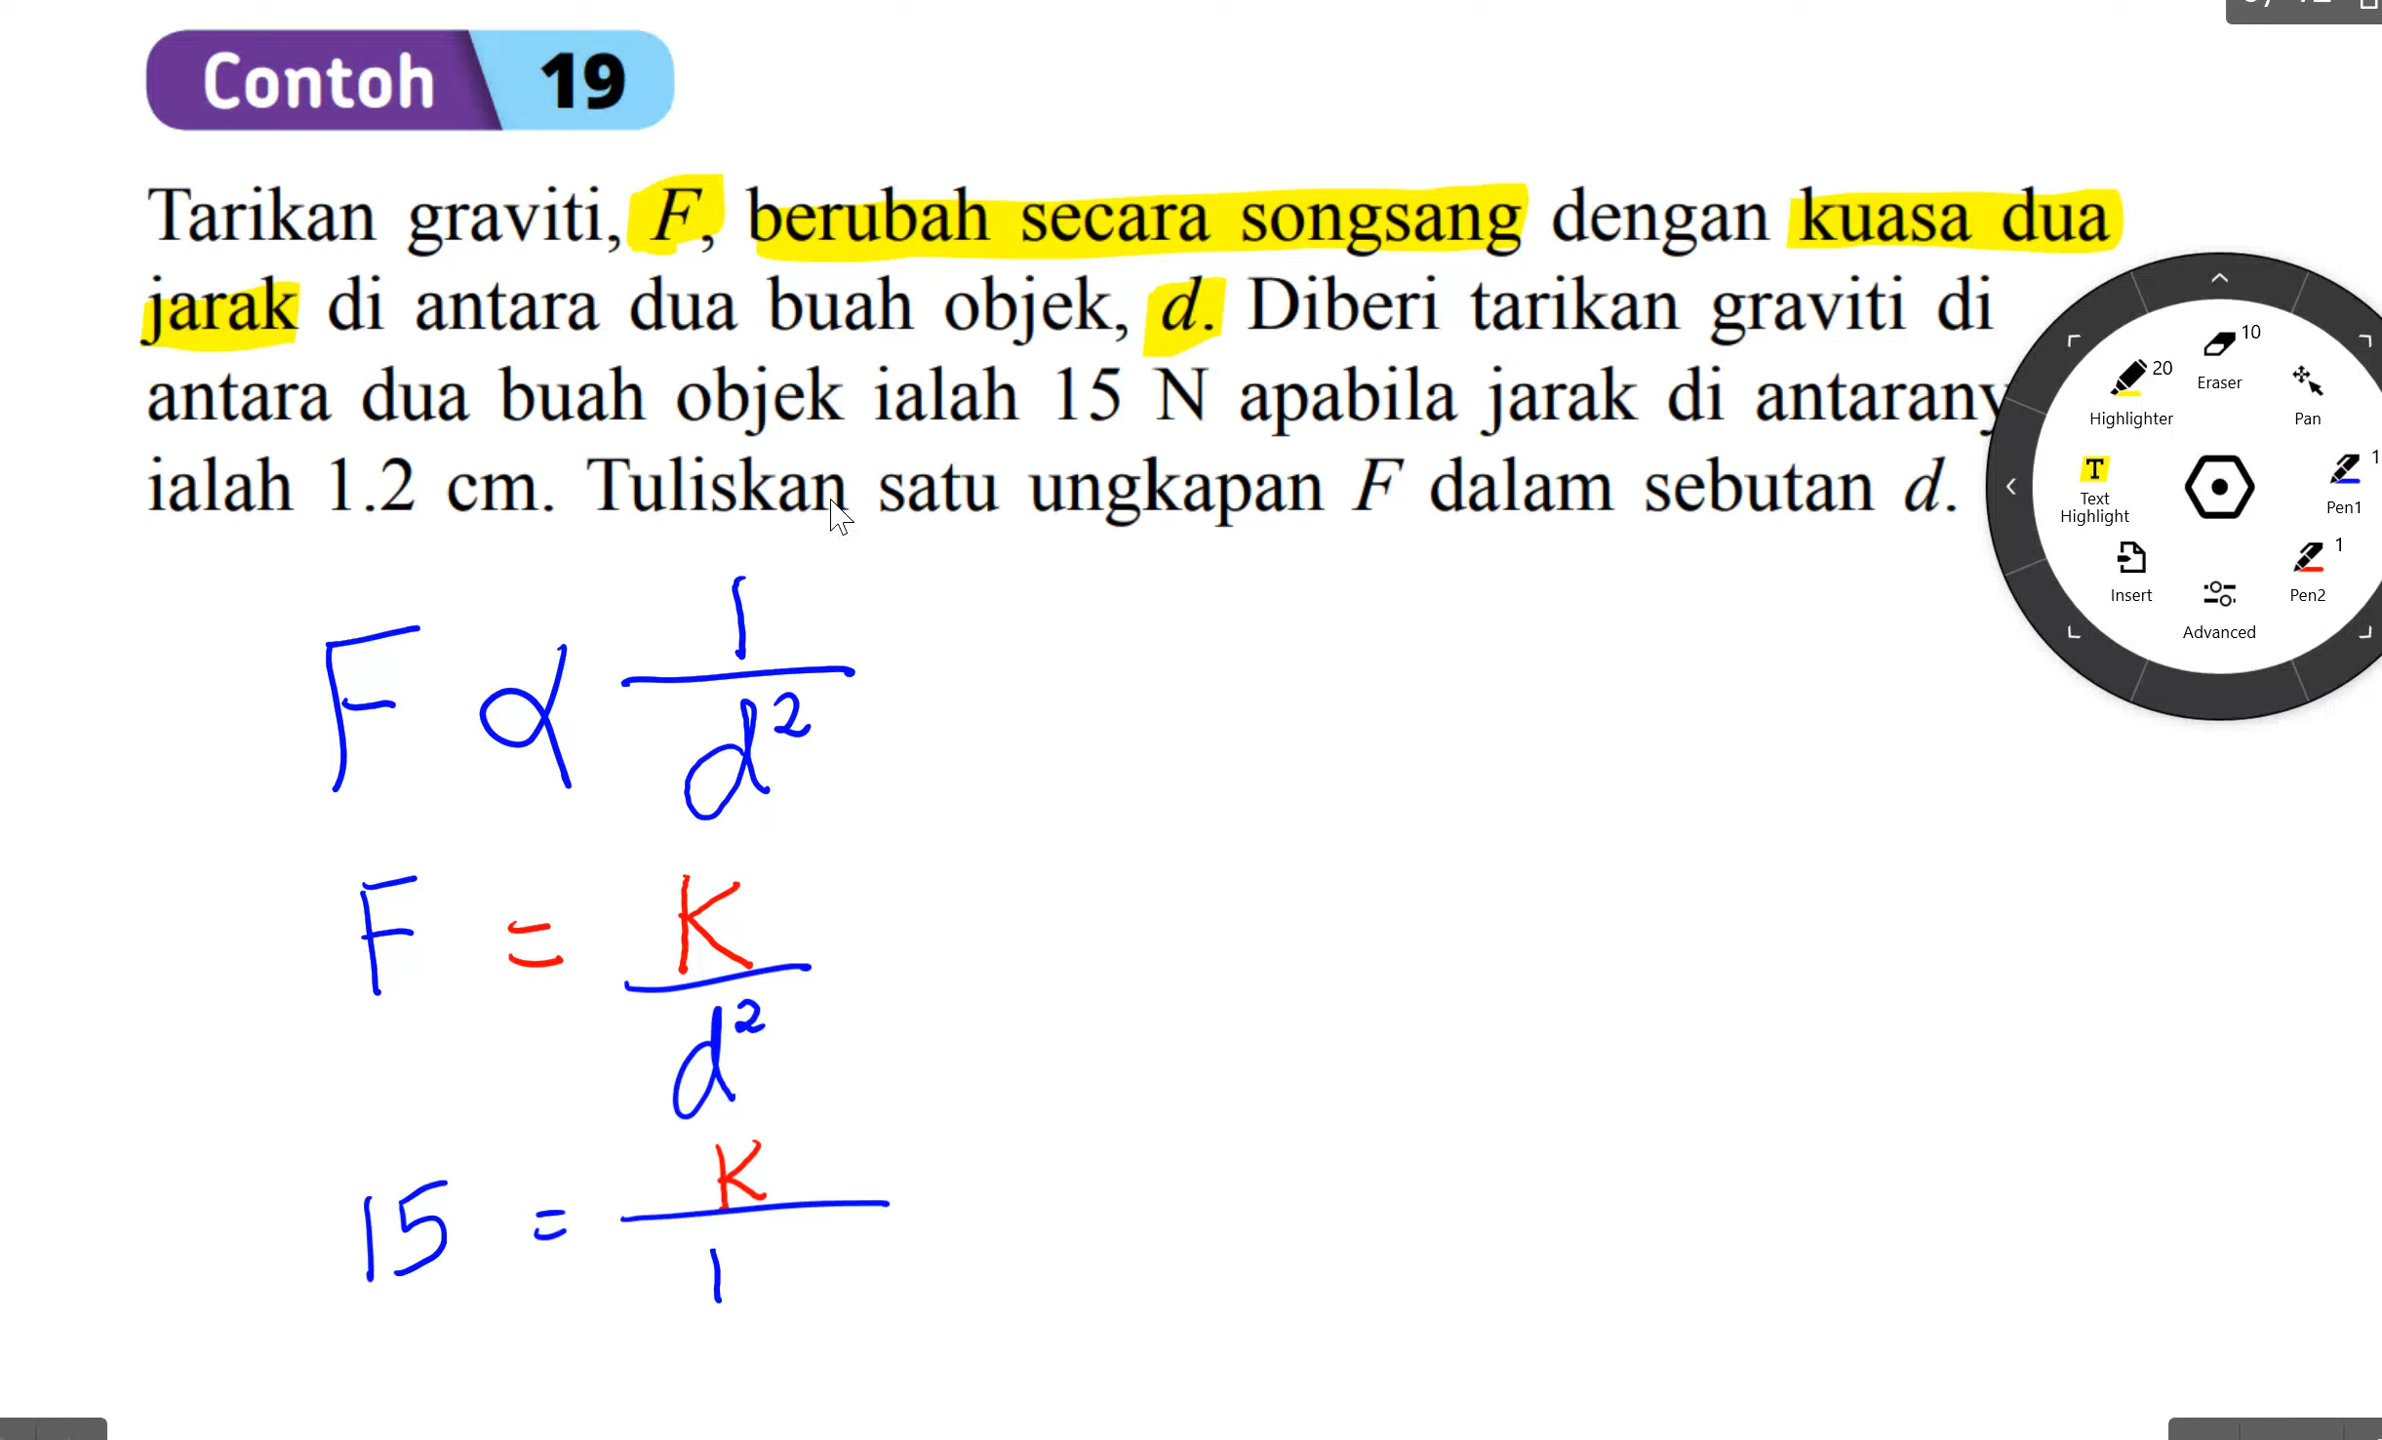 Contoh 19
Tarikan graviti, F, berubah secara songsang dengan kuasa dua
jarak di antara dua buah objek, d. Diberi tarikan graviti di
antara dua buah objek ialah 15 N apabila jarak di antarany
ialah 1.2 cm. Tuliskan satu ungkapan F dalam sebutan d.
F α 1/d²
F = K/d²
15 = K/1
10
Eraser
20
Highlighter
Pan
Text
Highlight
1
Pen1
Insert
1
Pen2
Advanced